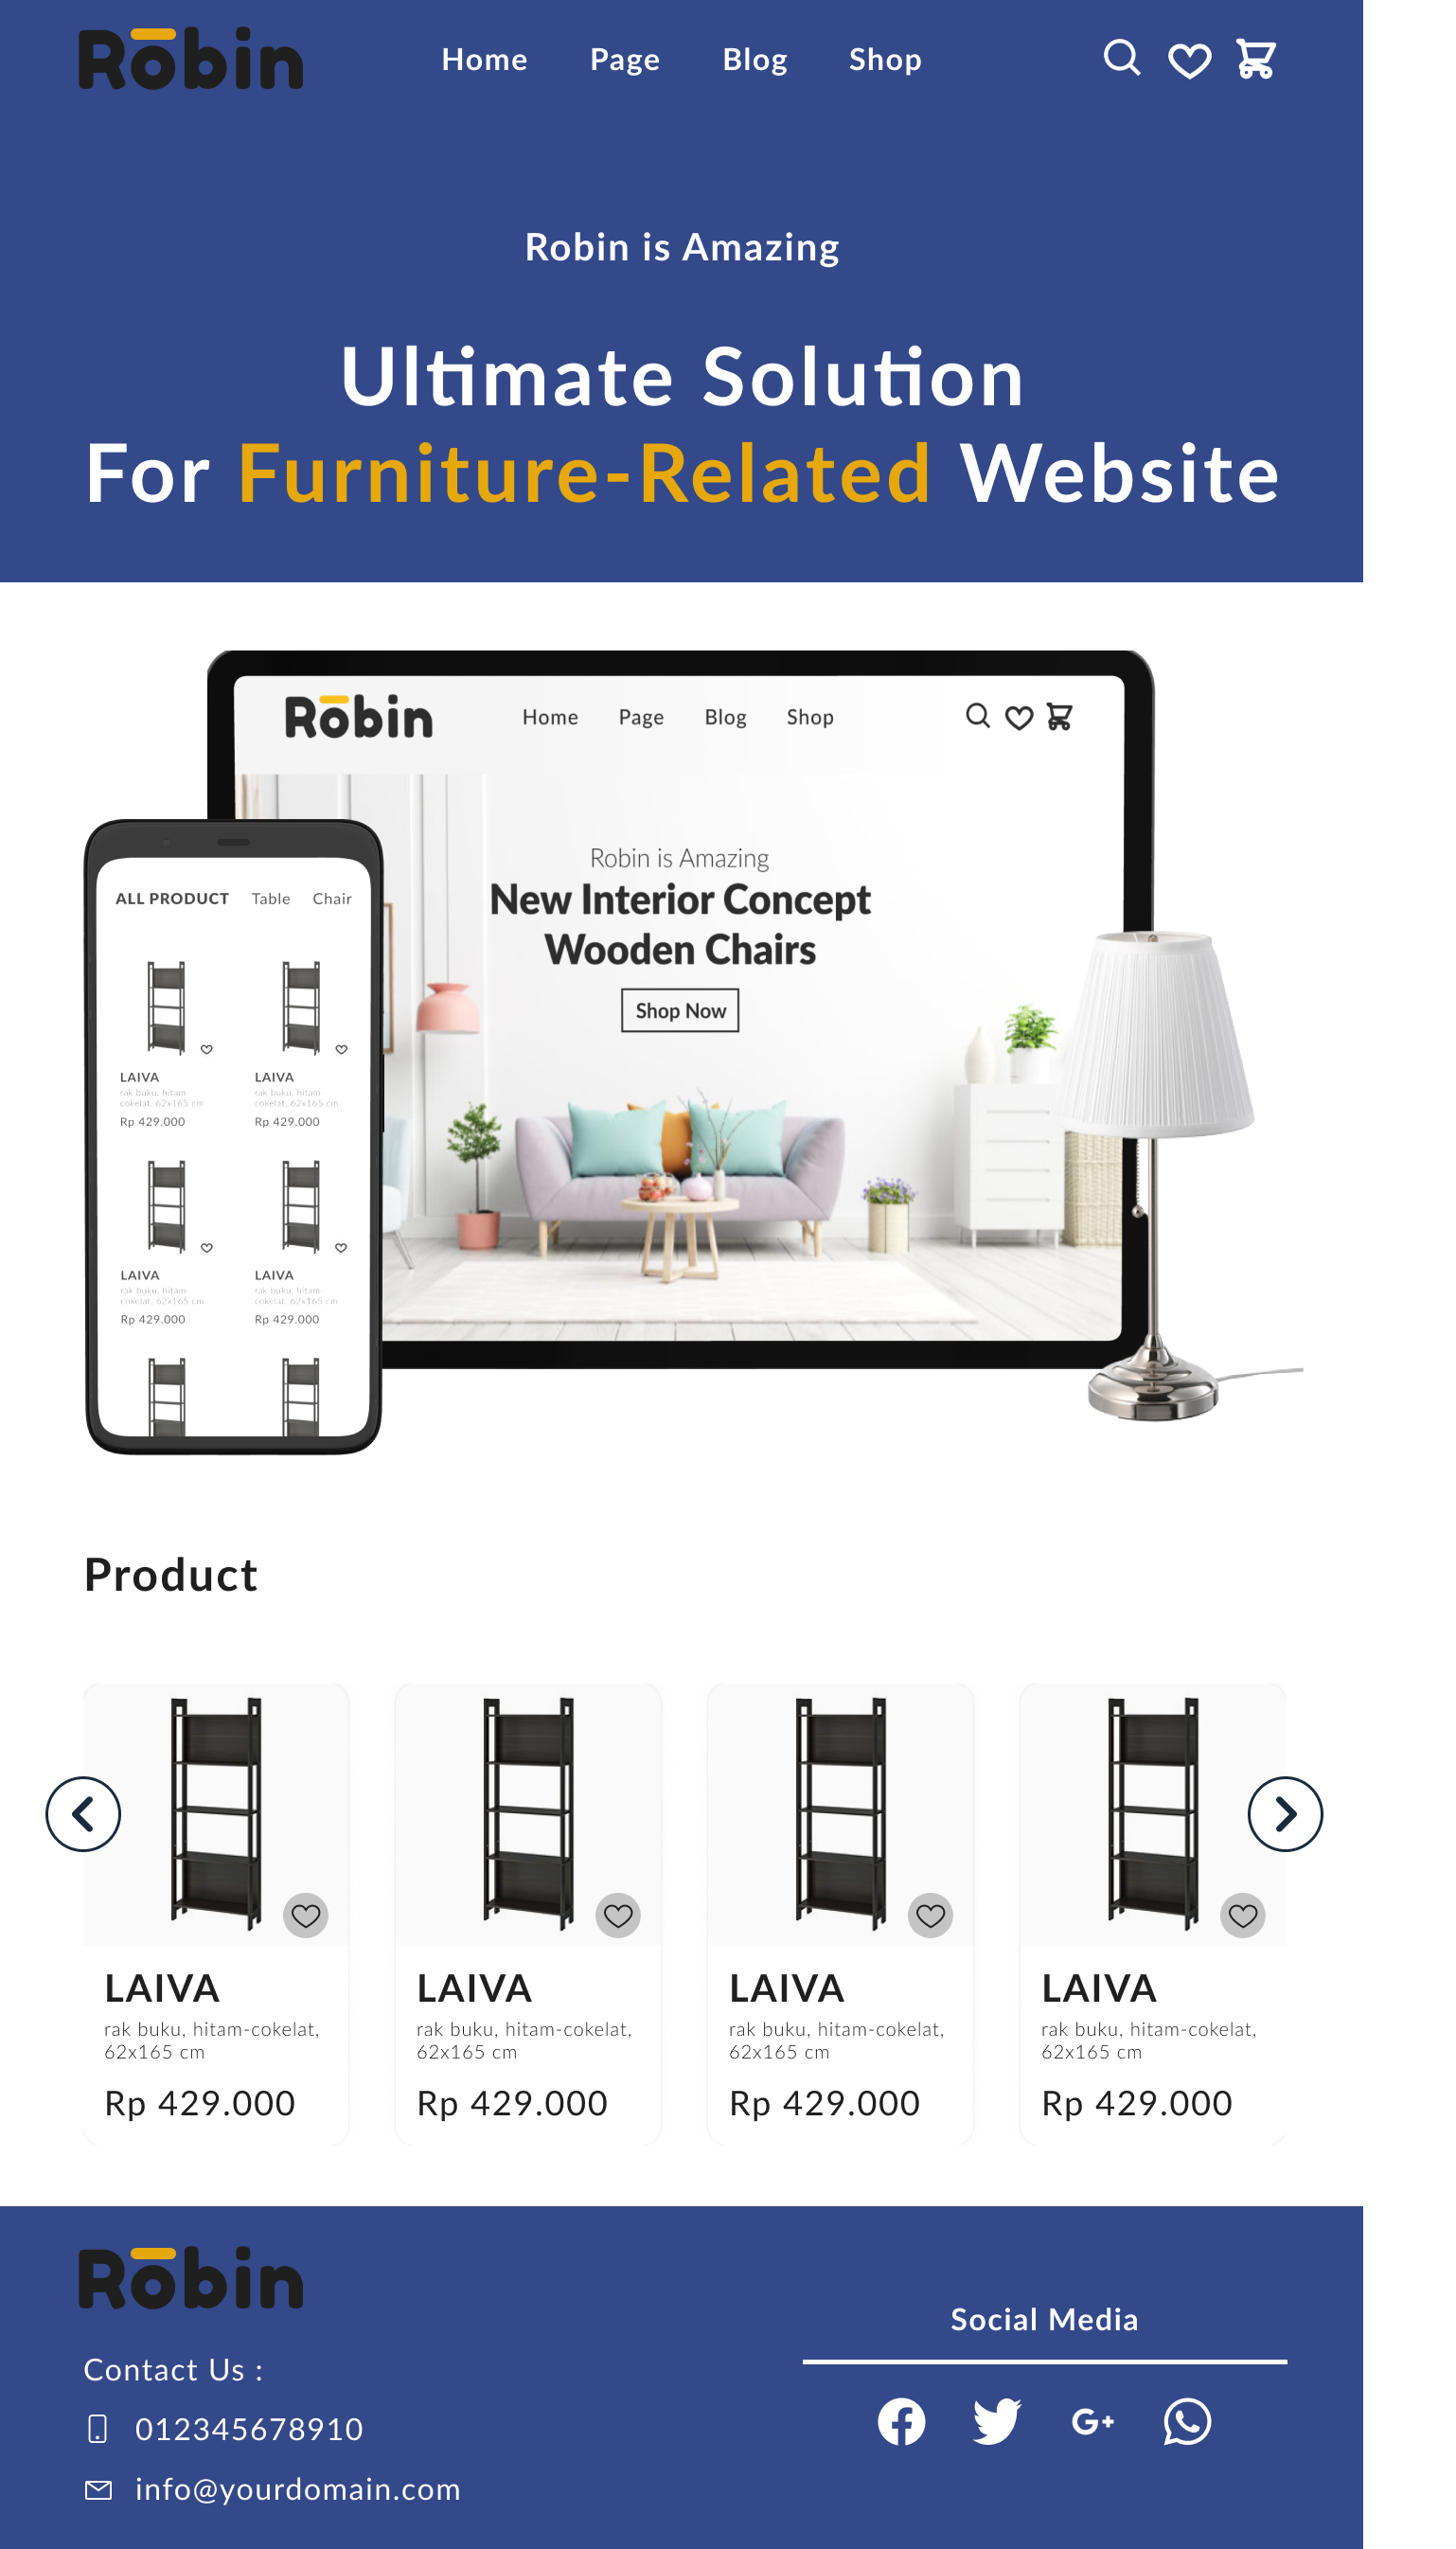 Robin
Home Page Blog Shop
Robin is Amazing
Ultimate Solution
For Furniture-Related Website
Robin
Home Page Blog Shop
Robin is Amazing
New Interior Concept
Wooden Chairs
Shop Now
ALL PRODUCT Table Chair
LAIVA LAIVA
rak buku, hitam- rak buku, hitam-
cokelat, 62x165 cm cokelat, 62x165 cm
Rp 429.000 Rp 429.000
LAIVA LAIVA
rak buku, hitam- rak buku, hitam-
cokelat, 62x165 cm cokelat, 62x165 cm
Rp 429.000 Rp 429.000
Product
LAIVA
rak buku, hitam-cokelat,
62x165 cm
Rp 429.000
LAIVA
rak buku, hitam-cokelat,
62x165 cm
Rp 429.000
LAIVA
rak buku, hitam-cokelat,
62x165 cm
Rp 429.000
LAIVA
rak buku, hitam-cokelat,
62x165 cm
Rp 429.000
Robin
Contact Us :
012345678910
info@yourdomain.com
Social Media
G+